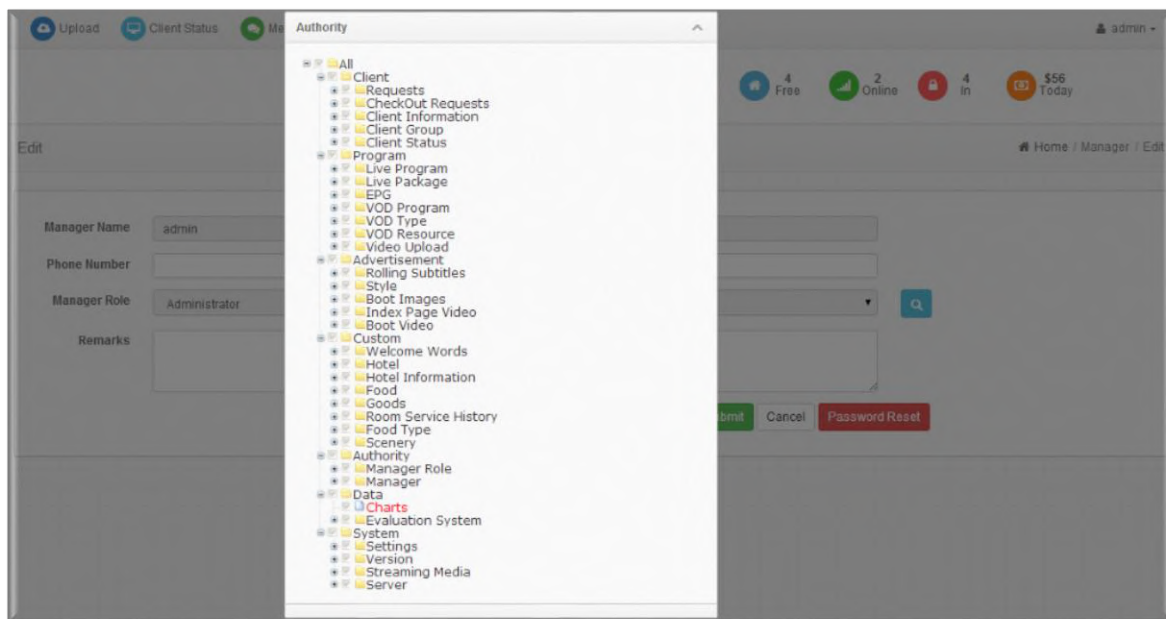 Upload Client Status Me
admin
Authority
4 Free
2 Online
4 In
$56 Today
Edit
Home / Manager / Edit
All
Client
Requests
CheckOut Requests
Client Information
Client Group
Client Status
Program
Live Program
Live Package
EPG
VOD Program
VOD Type
VOD Resource
Video Upload
Advertisement
Rolling Subtitles
Style
Boot Images
Index Page Video
Boot Video
Custom
Welcome Words
Hotel
Hotel Information
Food
Goods
Room Service History
Food Type
Scenery
Authority
Manager Role
Manager
Data
Charts
Evaluation System
System
Settings
Version
Streaming Media
Server
Manager Name admin
Phone Number
Manager Role Administrator
Remarks
bmit Cancel Password Reset